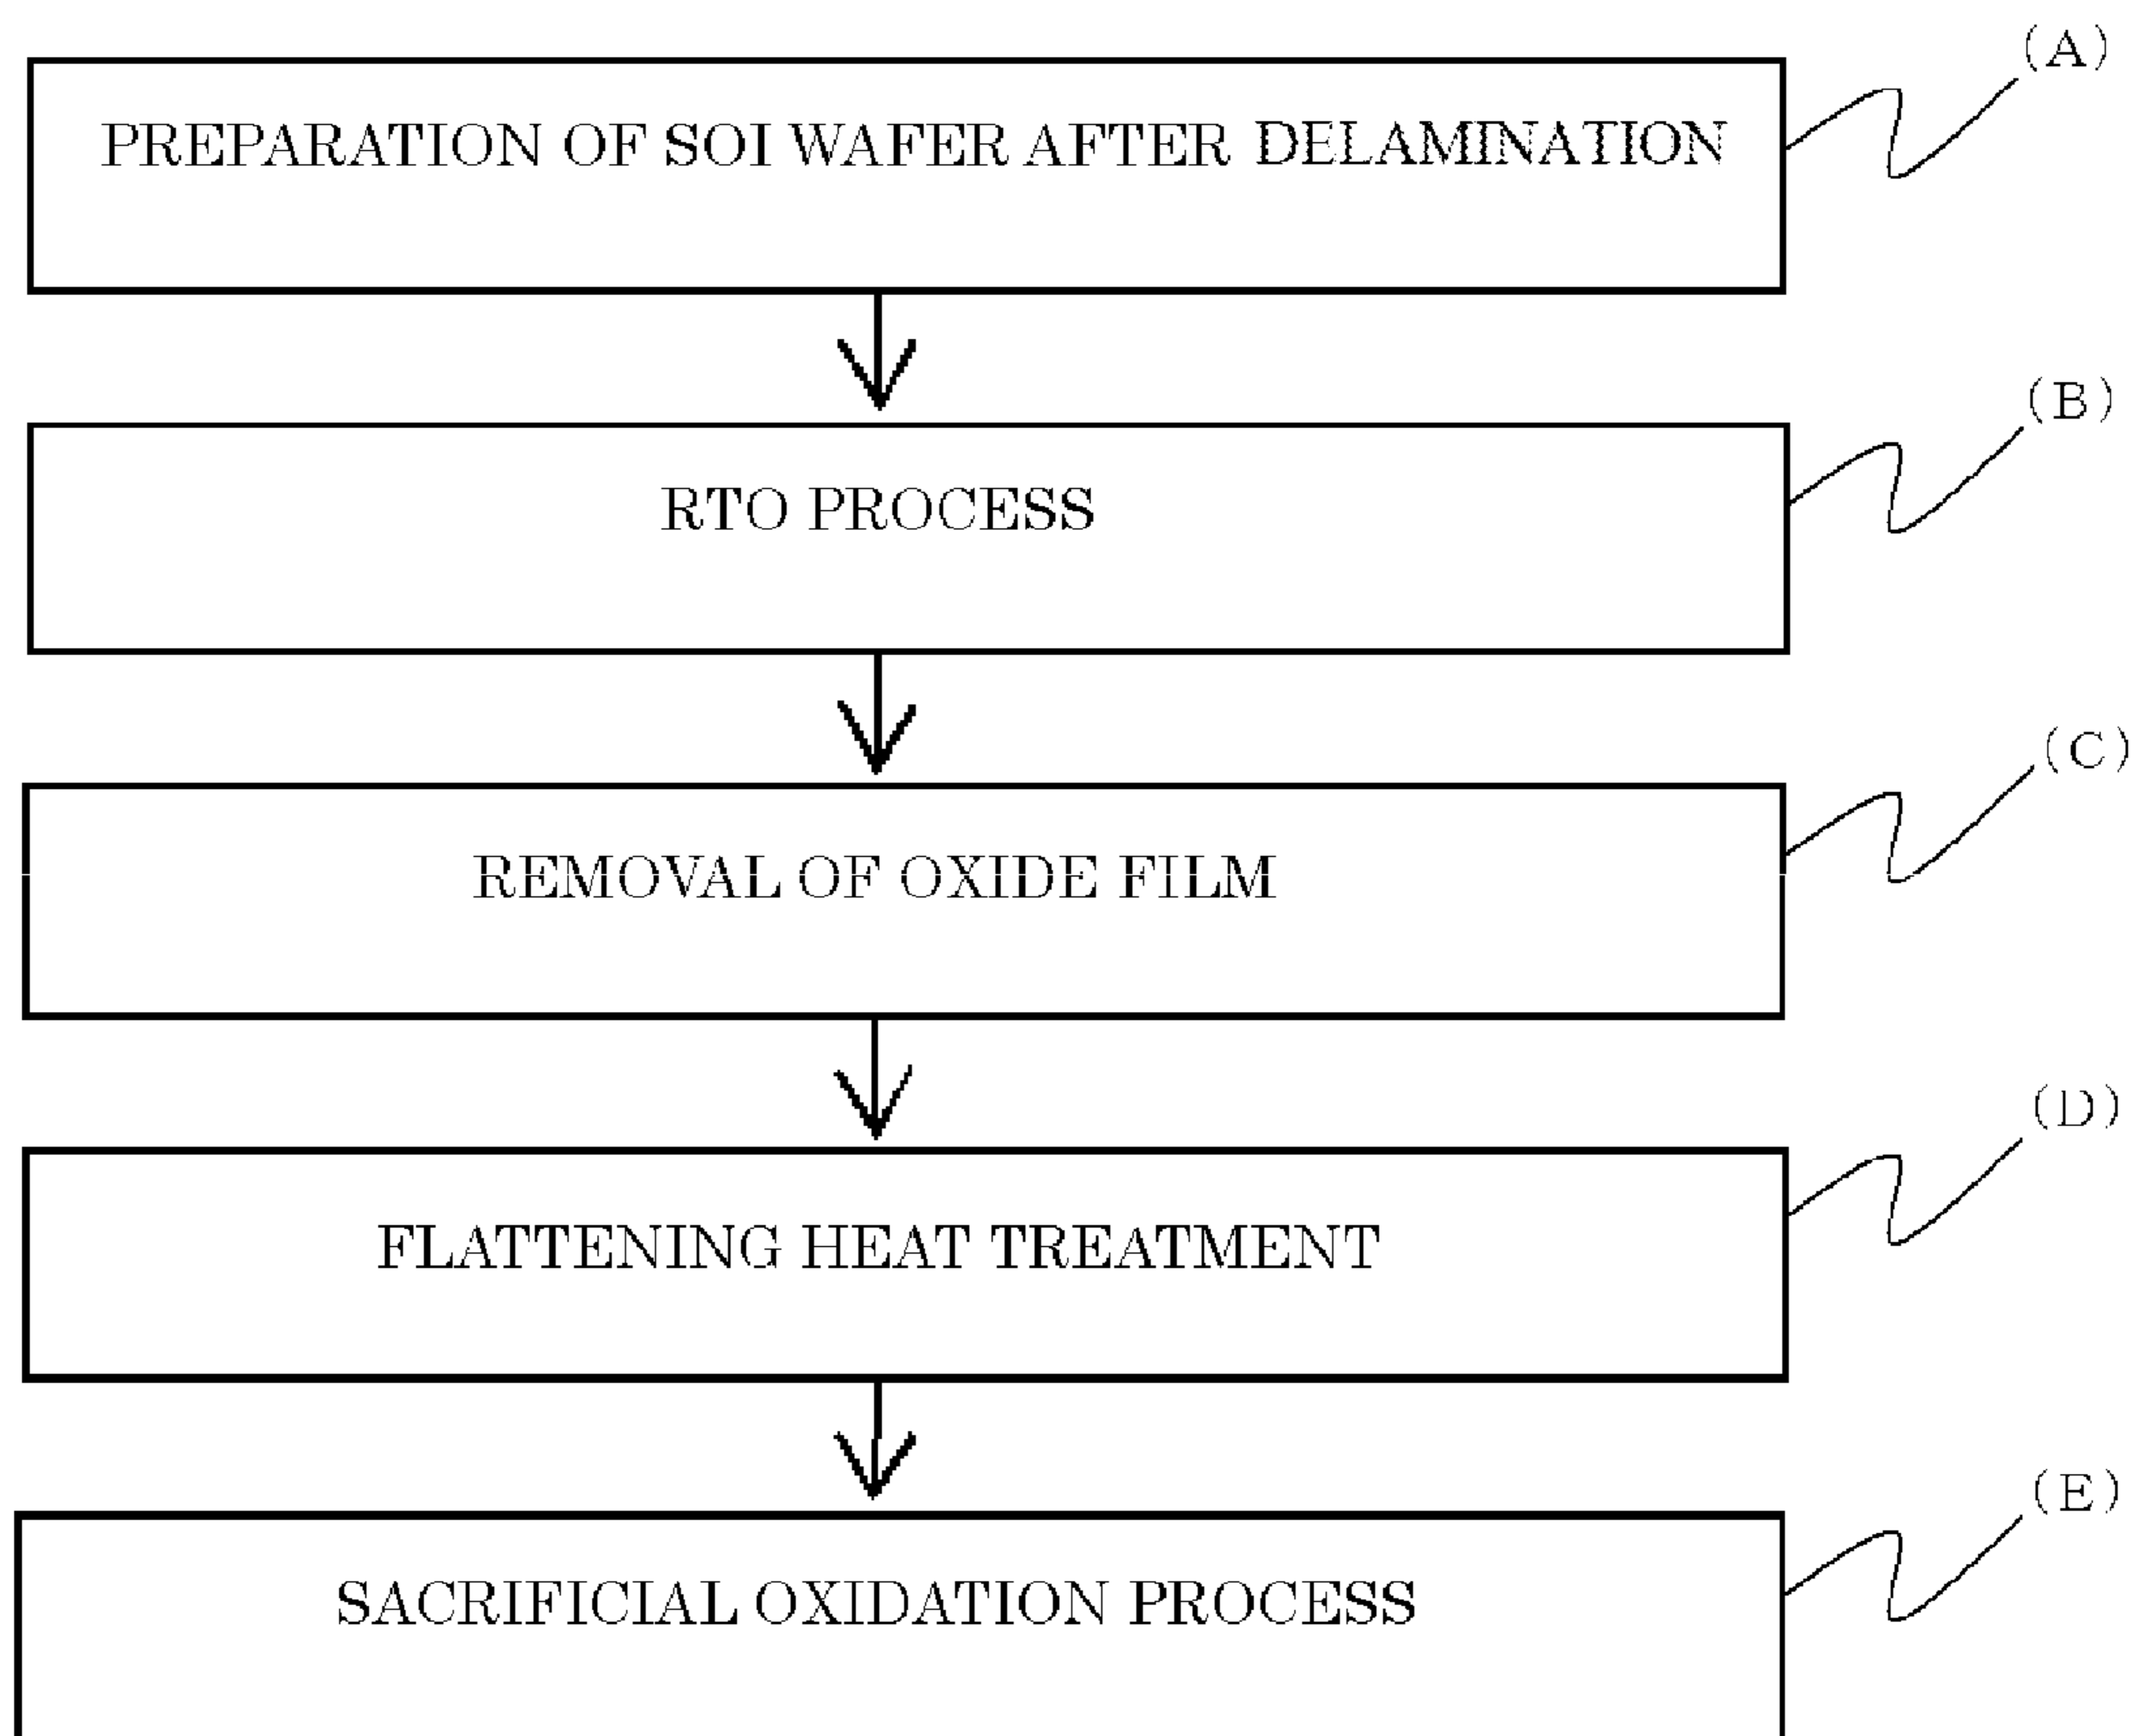 (A)
PREPARATION OF SOI WAFER AFTER DELAMINATION
(B)
RTO PROCESS
(C)
REMOVAL OF OXIDE FILM
(D)
FLATTENING HEAT TREATMENT
(E)
SACRIFICIAL OXIDATION PROCESS